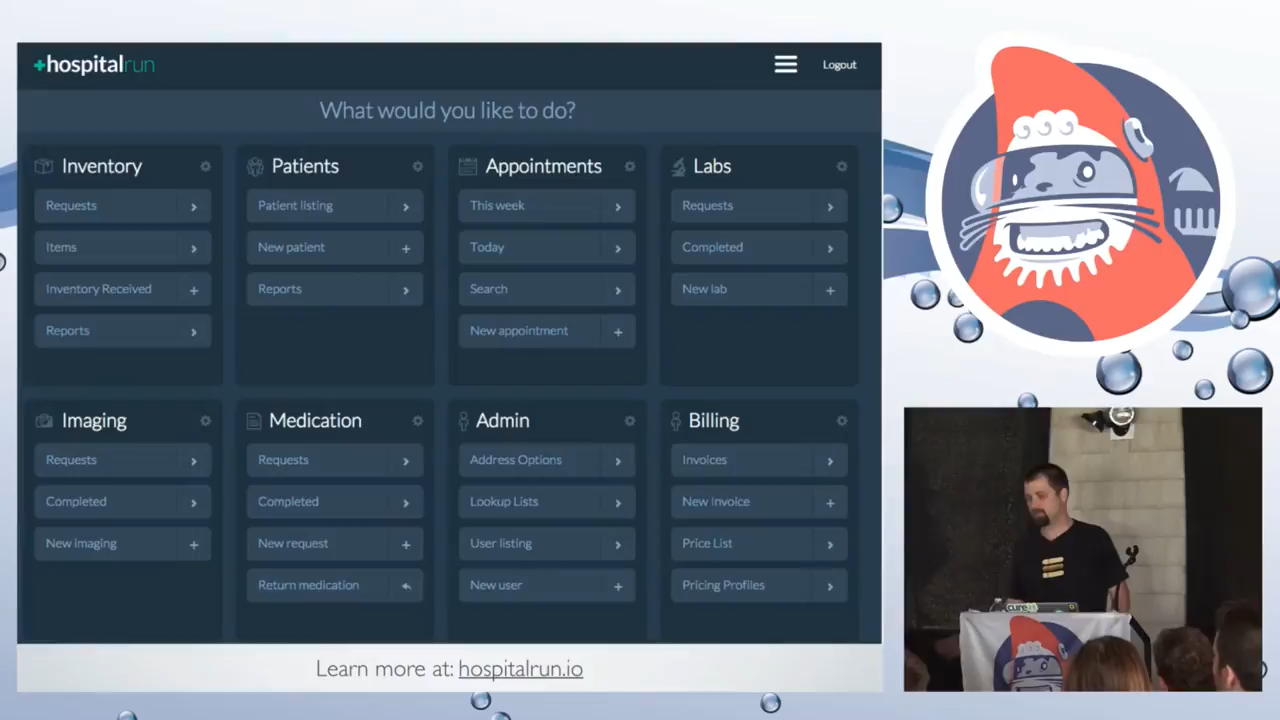 +hospitalrun
Logout
What would you like to do?
Inventory
Requests
Items
Inventory Received
Reports
Patients
Patient listing
New patient
Reports
Appointments
This week
Today
Search
New appointment
Labs
Requests
Completed
New lab
Imaging
Requests
Completed
New imaging
Medication
Requests
Completed
New request
Return medication
Admin
Address Options
Lookup Lists
User listing
New user
Billing
Invoices
New Invoice
Price List
Pricing Profiles
Learn more at: hospitalrun.io
cure